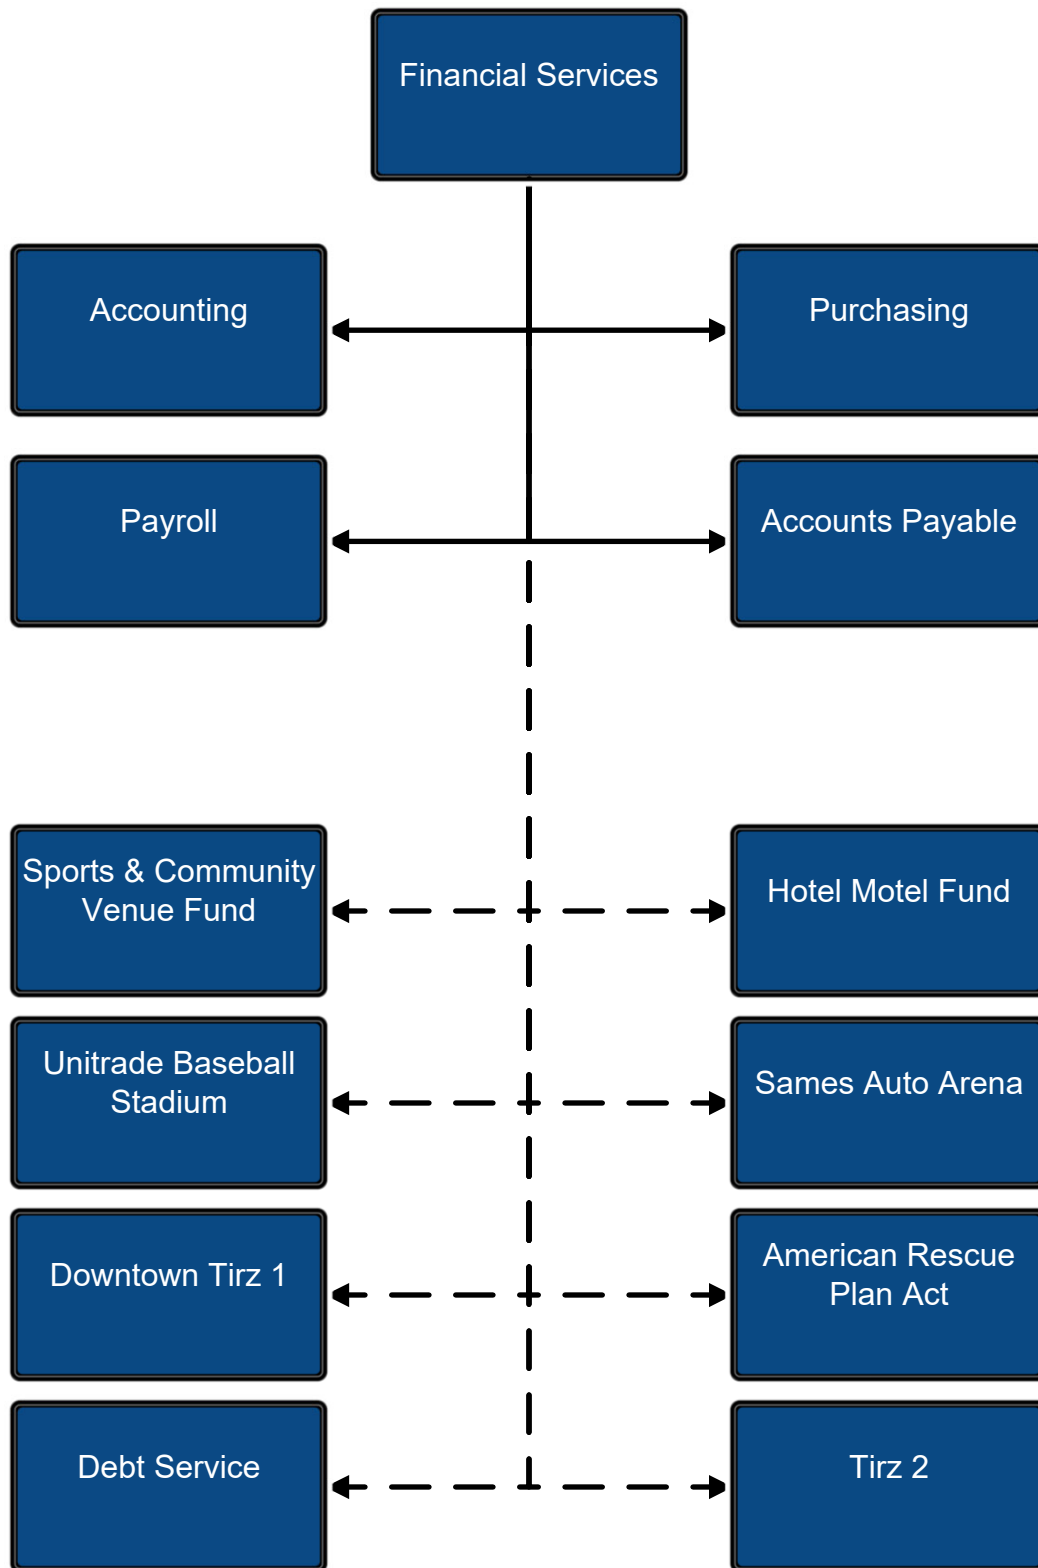 Financial Services
Accounting
Purchasing
Payroll
Accounts Payable
Sports & Community
Venue Fund
Hotel Motel Fund
Unitrade Baseball
Stadium
Sames Auto Arena
Downtown Tirz 1
American Rescue
Plan Act
Debt Service
Tirz 2